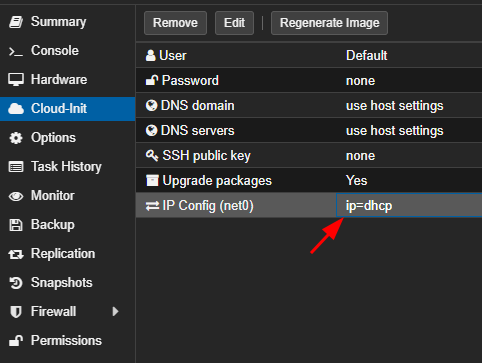 Summary
Console
Hardware
Cloud-Init
Options
Task History
Monitor
Backup
Replication
Snapshots
Firewall
Permissions
Remove Edit Regenerate Image
User Default
Password none
DNS domain use host settings
DNS servers use host settings
SSH public key none
Upgrade packages Yes
IP Config (net0) ip=dhcp